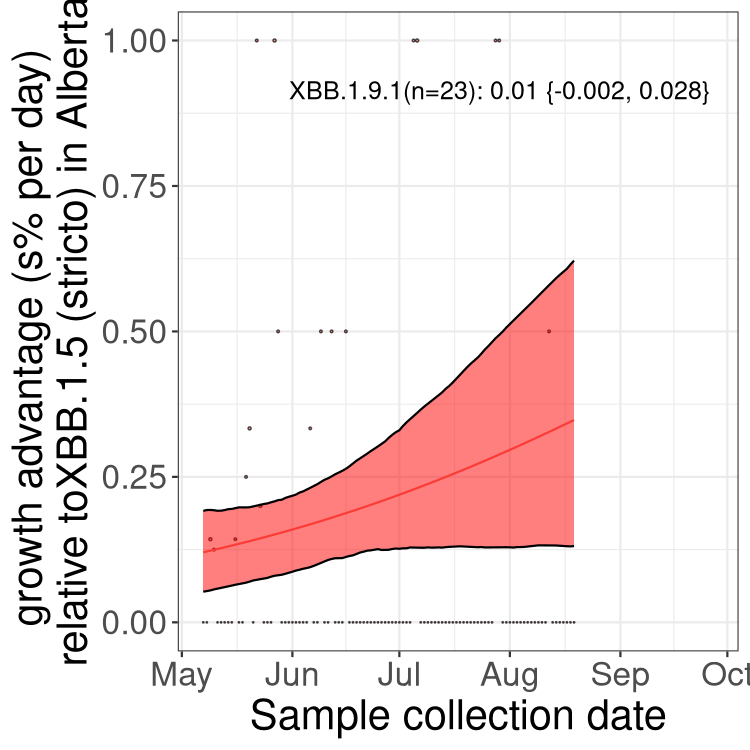 growth advantage (s% per day)
relative toXBB.1.5 (stricto) in Alberta
1.00
XBB.1.9.1(n=23): 0.01 {-0.002, 0.028}
0.75
0.50
0.25
0.00
May Jun Jul Aug Sep Oct
Sample collection date